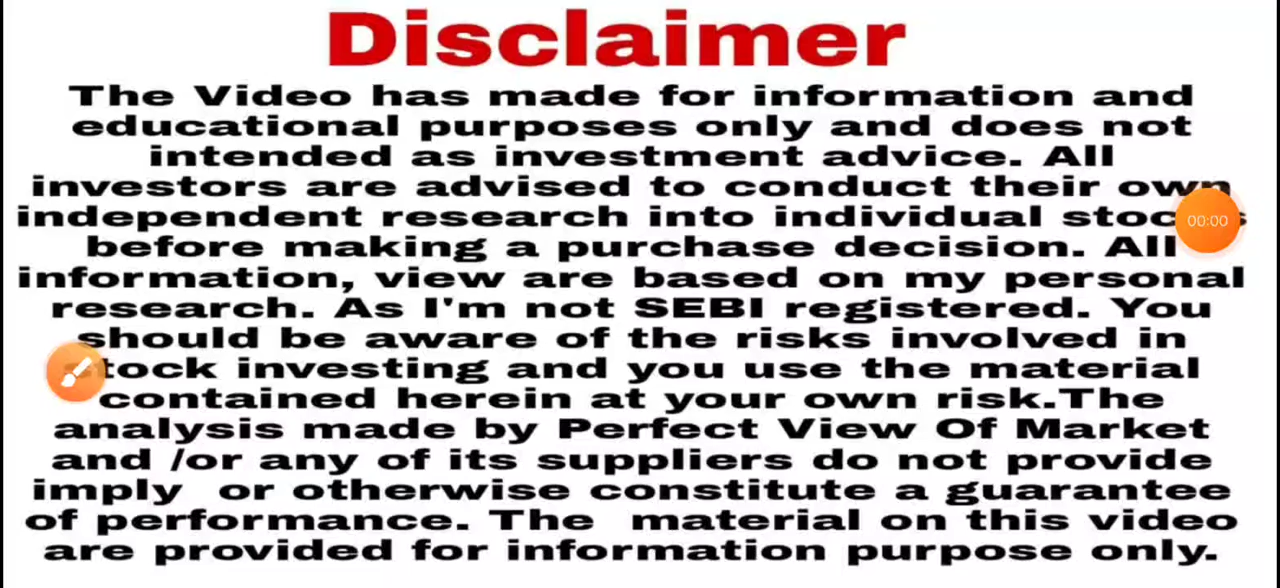 Disclaimer
The Video has made for information and
educational purposes only and does not
intended as investment advice. All
investors are advised to conduct their own
independent research into individual stocks
before making a purchase decision. All
00:00
information, view are based on my personal
research. As I'm not SEBI registered. You
should be aware of the risks involved in
stock investing and you use the material
contained herein at your own risk.The
analysis made by Perfect View Of Market
and /or any of its suppliers do not provide
imply or otherwise constitute a guarantee
of performance. The material on this video
are provided for information purpose only.